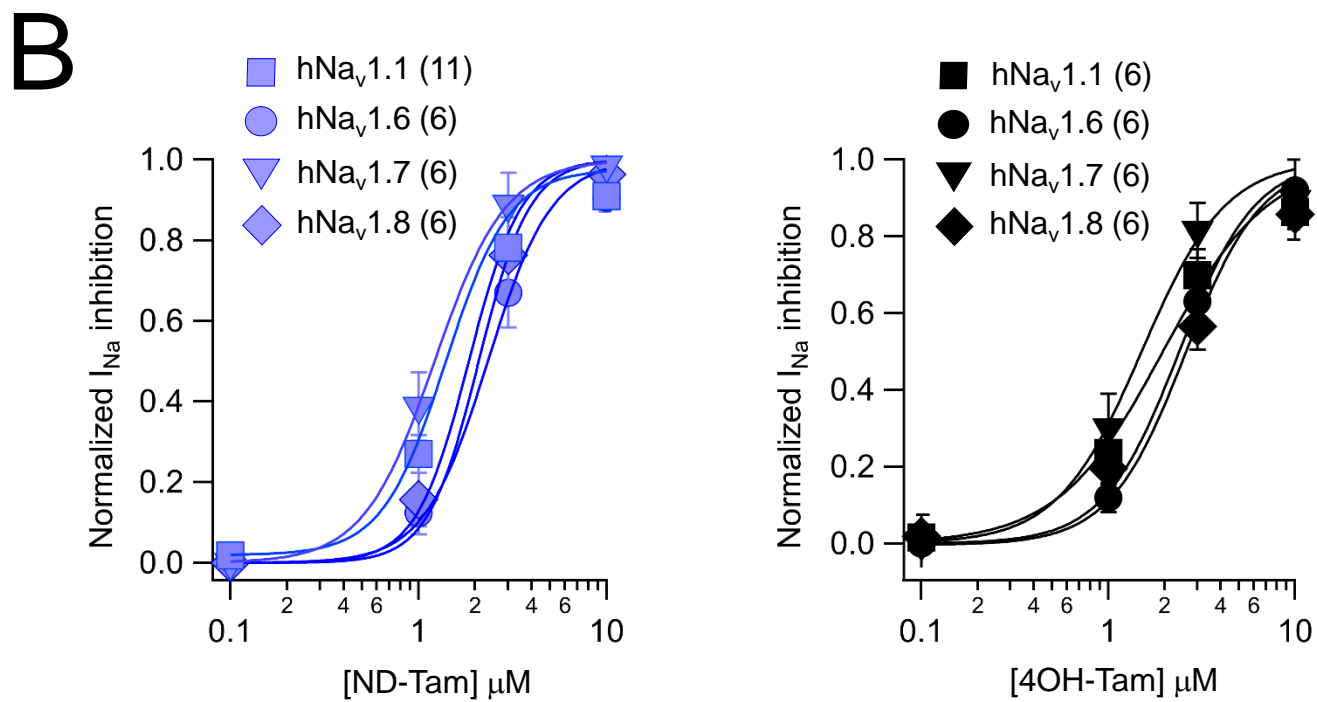 B
hNav1.1 (11)
hNav1.6 (6)
hNav1.7 (6)
hNav1.8 (6)
Normalized INa inhibition
1.0
0.8
0.6
0.4
0.2
0.0
2 4 6 2 4 6
0.1 1 10
[ND-Tam] μM
hNav1.1 (6)
hNav1.6 (6)
hNav1.7 (6)
hNav1.8 (6)
Normalized INa inhibition
1.0
0.8
0.6
0.4
0.2
0.0
2 4 6 2 4 6
0.1 1 10
[4OH-Tam] μM